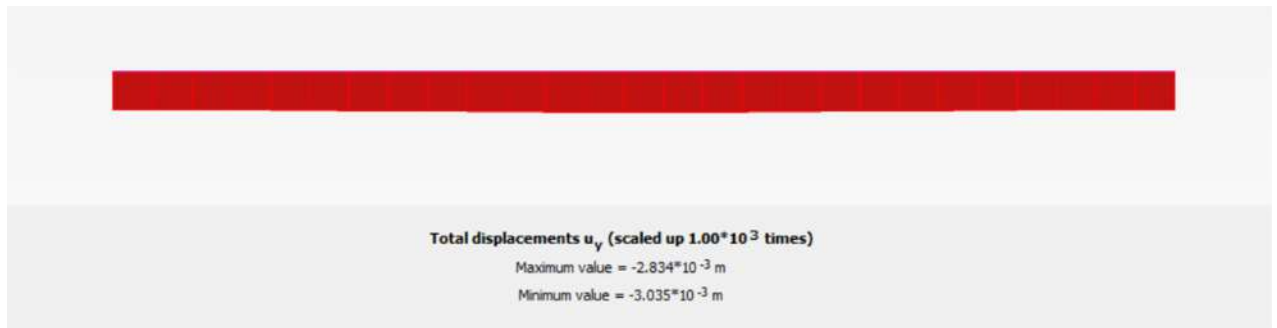 Total displacements uy (scaled up 1.00*10 3 times)
Maximum value = -2.834*10 -3 m
Minimum value = -3.035*10 -3 m